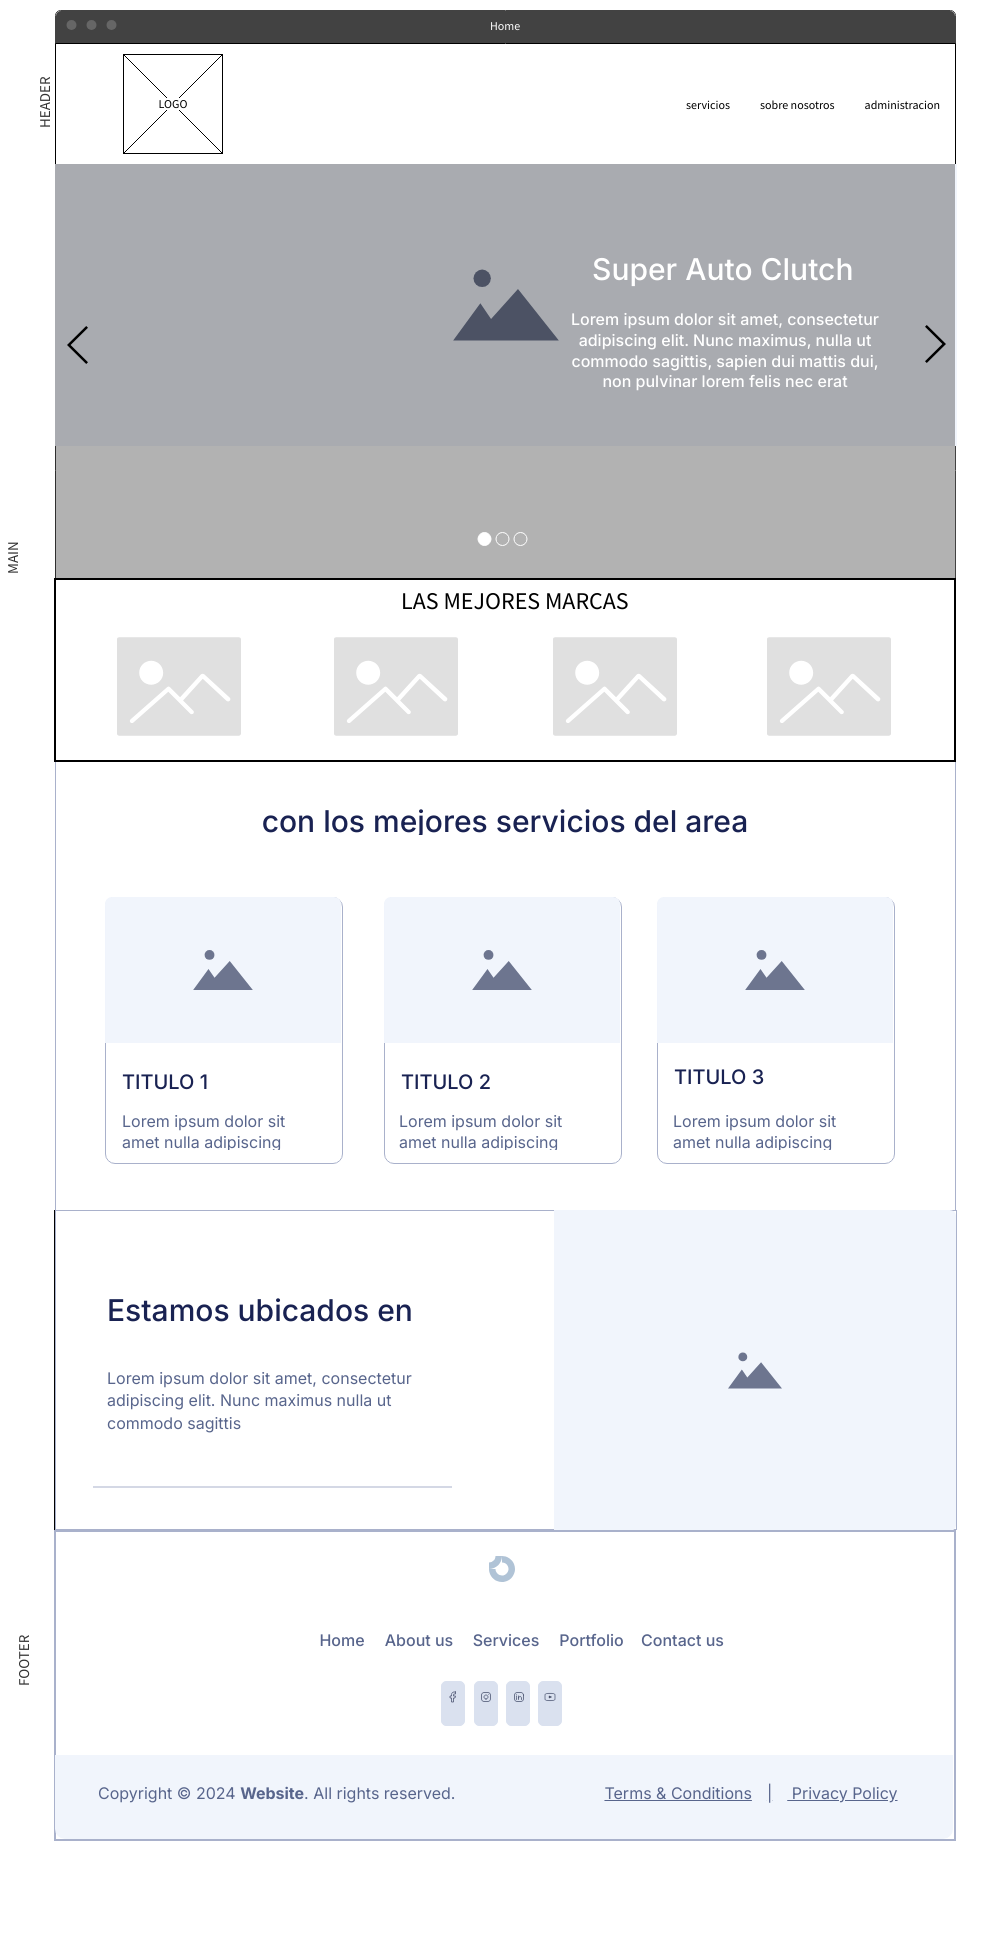 Home
HEADER
LOGO
servicios
sobre nosotros
administracion
Super Auto Clutch
Lorem ipsum dolor sit amet, consectetur
adipiscing elit. Nunc maximus, nulla ut
commodo sagittis, sapien dui mattis dui,
non pulvinar lorem felis nec erat
MAIN
LAS MEJORES MARCAS
con los mejores servicios del area
TITULO 1
Lorem ipsum dolor sit
amet nulla adipiscing
TITULO 2
Lorem ipsum dolor sit
amet nulla adipiscing
TITULO 3
Lorem ipsum dolor sit
amet nulla adipiscing
Estamos ubicados en
Lorem ipsum dolor sit amet, consectetur
adipiscing elit. Nunc maximus nulla ut
commodo sagittis
FOOTER
Home
About us
Services
Portfolio
Contact us
Copyright © 2024 Website. All rights reserved.
Terms & Conditions | Privacy Policy